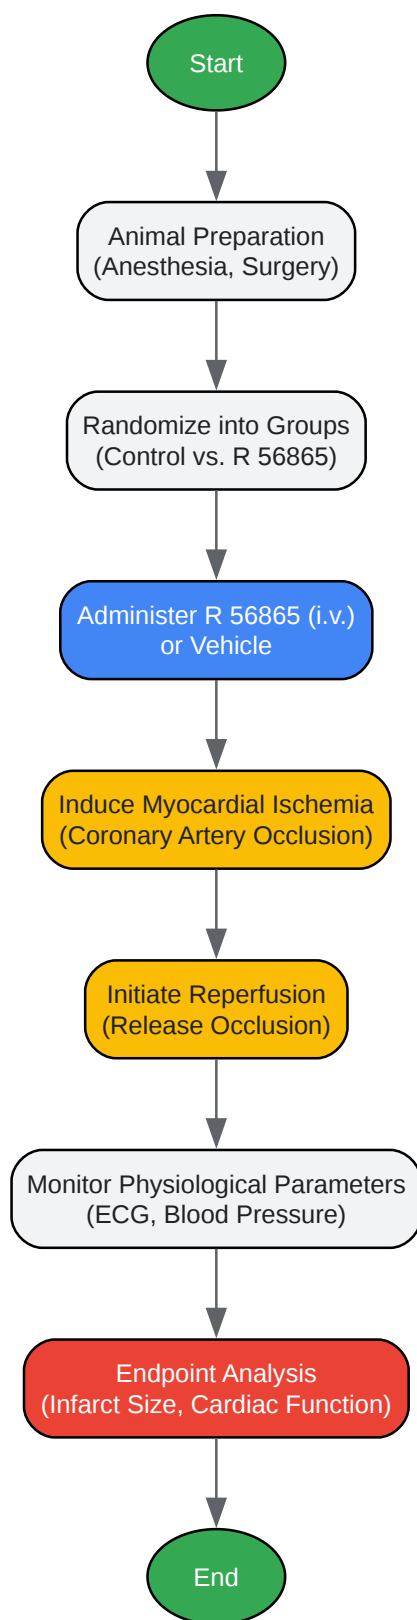 Start
Animal Preparation
(Anesthesia, Surgery)
Randomize into Groups
(Control vs. R 56865)
Administer R 56865 (i.v.)
or Vehicle
Induce Myocardial Ischemia
(Coronary Artery Occlusion)
Initiate Reperfusion
(Release Occlusion)
Monitor Physiological Parameters
(ECG, Blood Pressure)
Endpoint Analysis
(Infarct Size, Cardiac Function)
End